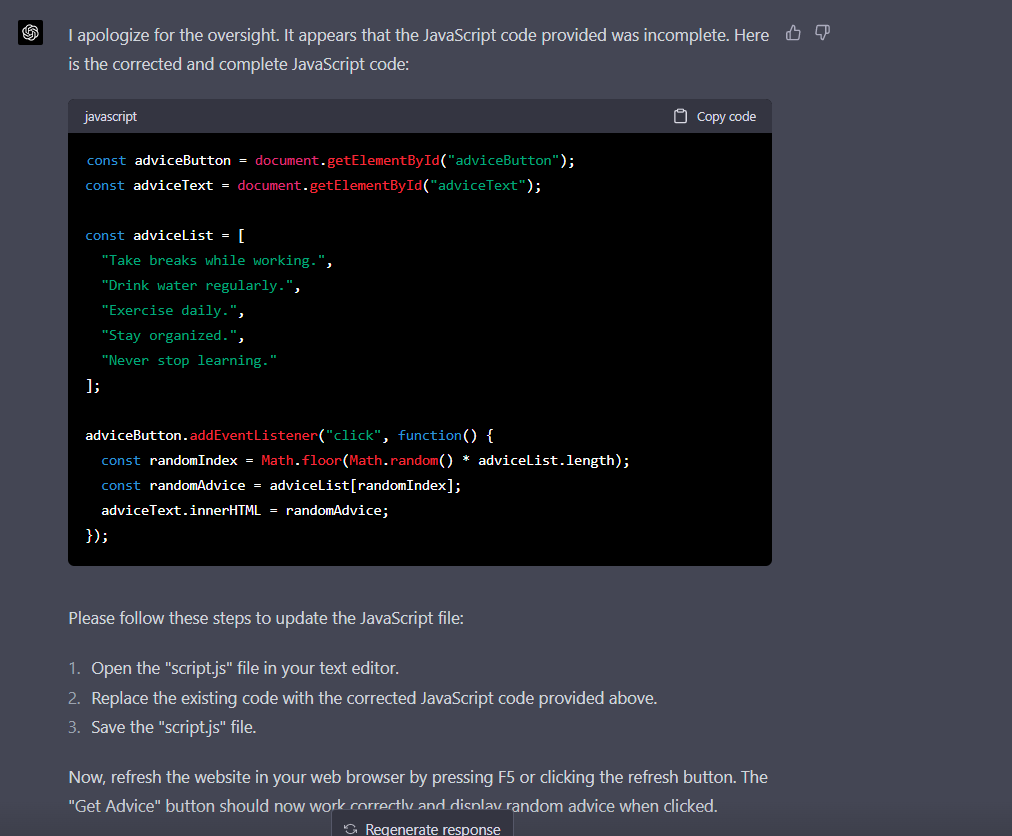 I apologize for the oversight. It appears that the JavaScript code provided was incomplete. Here
is the corrected and complete JavaScript code:
javascript
Copy code
const adviceButton = document.getElementById("adviceButton");
const adviceText = document.getElementById("adviceText");
const adviceList = [
"Take breaks while working.",
"Drink water regularly.",
"Exercise daily.",
"Stay organized.",
"Never stop learning."
];
adviceButton.addEventListener("click", function() {
const randomIndex = Math.floor(Math.random() * adviceList.length);
const randomAdvice = adviceList[randomIndex];
adviceText.innerHTML = randomAdvice;
});
Please follow these steps to update the JavaScript file:
1. Open the "script.js" file in your text editor.
2. Replace the existing code with the corrected JavaScript code provided above.
3. Save the "script.js" file.
Now, refresh the website in your web browser by pressing F5 or clicking the refresh button. The
"Get Advice" button should now work correctly and display random advice when clicked.
Regenerate response